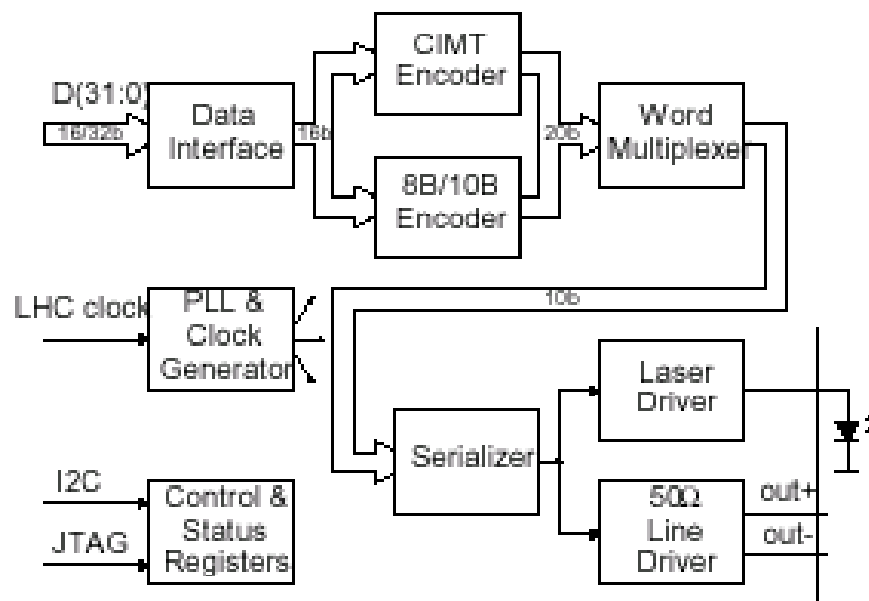 CIMT
Encoder
D(31:0)
16/32b
Data
Interface
16b
20b
Word
Multiplexer
8B/10B
Encoder
10b
LHC clock
PLL &
Clock
Generator
Laser
Driver
Serializer
I2C
JTAG
Control &
Status
Registers
50Ω
Line
Driver
out+
out-